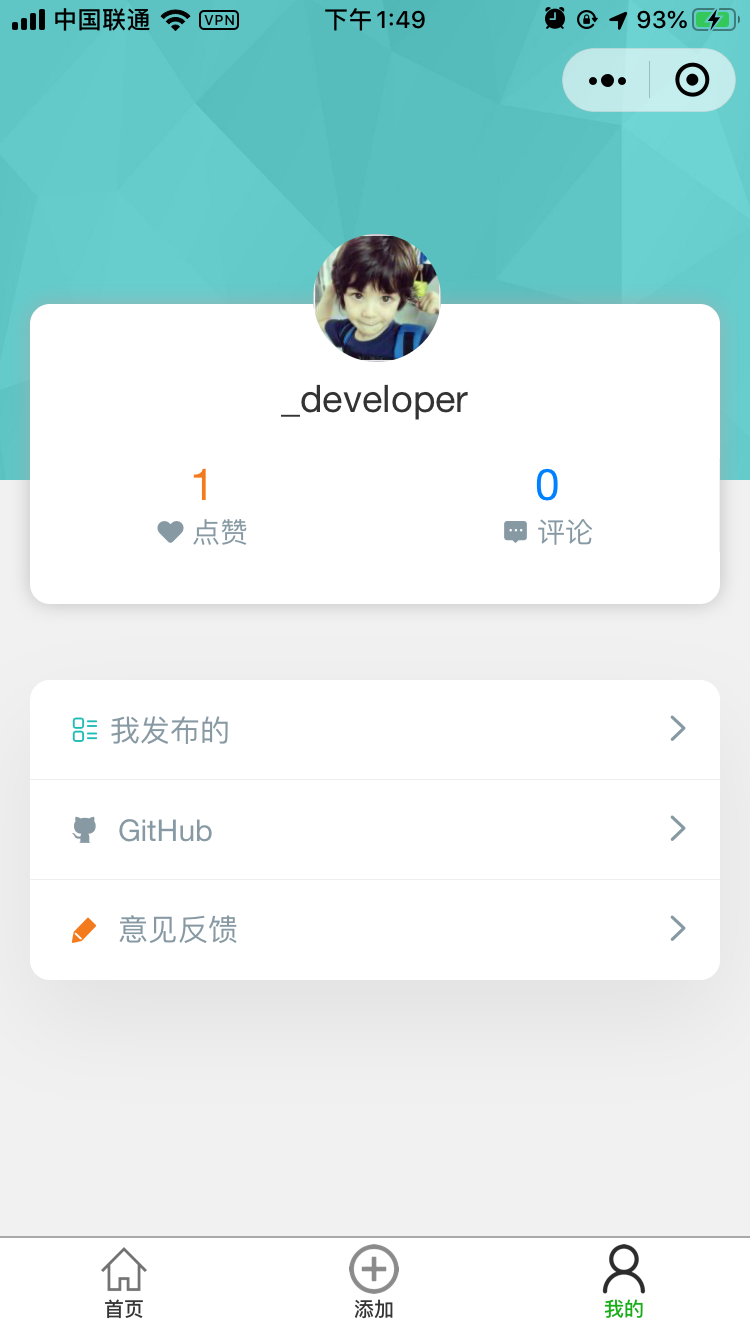 中国联通 VPN 下午1:49 93%
_developer
1 0
点赞 评论
我发布的
GitHub
意见反馈
首页 添加 我的